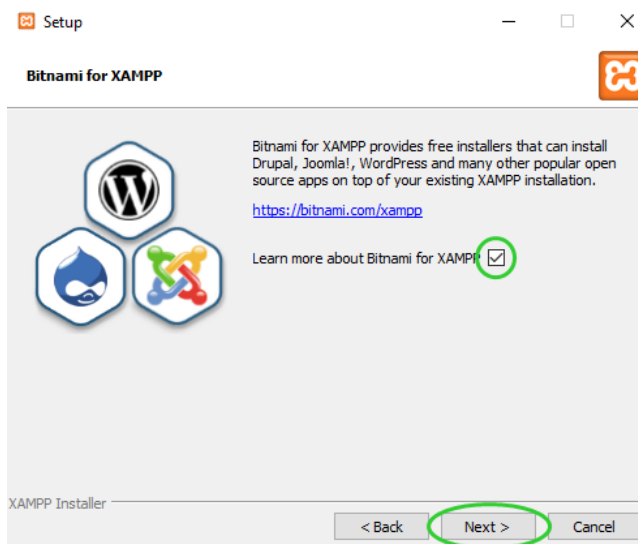 Setup
Bitnami for XAMPP
Bitnami for XAMPP provides free installers that can install
Drupal, Joomla!, WordPress and many other popular open
source apps on top of your existing XAMPP installation.
https://bitnami.com/xampp
Learn more about Bitnami for XAMPP
XAMPP Installer
< Back
Next >
Cancel